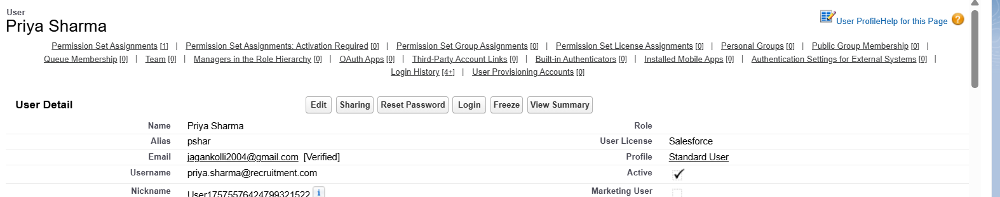 User
Priya Sharma
User Profile Help for this Page ?
Permission Set Assignments [1] | Permission Set Assignments: Activation Required [0] | Permission Set Group Assignments [0] | Permission Set License Assignments [0] | Personal Groups [0] | Public Group Membership [0] |
Queue Membership [0] | Team [0] | Managers in the Role Hierarchy [0] | OAuth Apps [0] | Third-Party Account Links [0] | Built-in Authenticators [0] | Installed Mobile Apps [0] | Authentication Settings for External Systems [0] |
Login History [4+] | User Provisioning Accounts [0]
User Detail Edit Sharing Reset Password Login Freeze View Summary
Name Priya Sharma Role
Alias pshar User License Salesforce
Email jagankolli2004@gmail.com [Verified] Profile Standard User
Username priya.sharma@recruitment.com Active
Nickname User17575576424799321522 i Marketing User